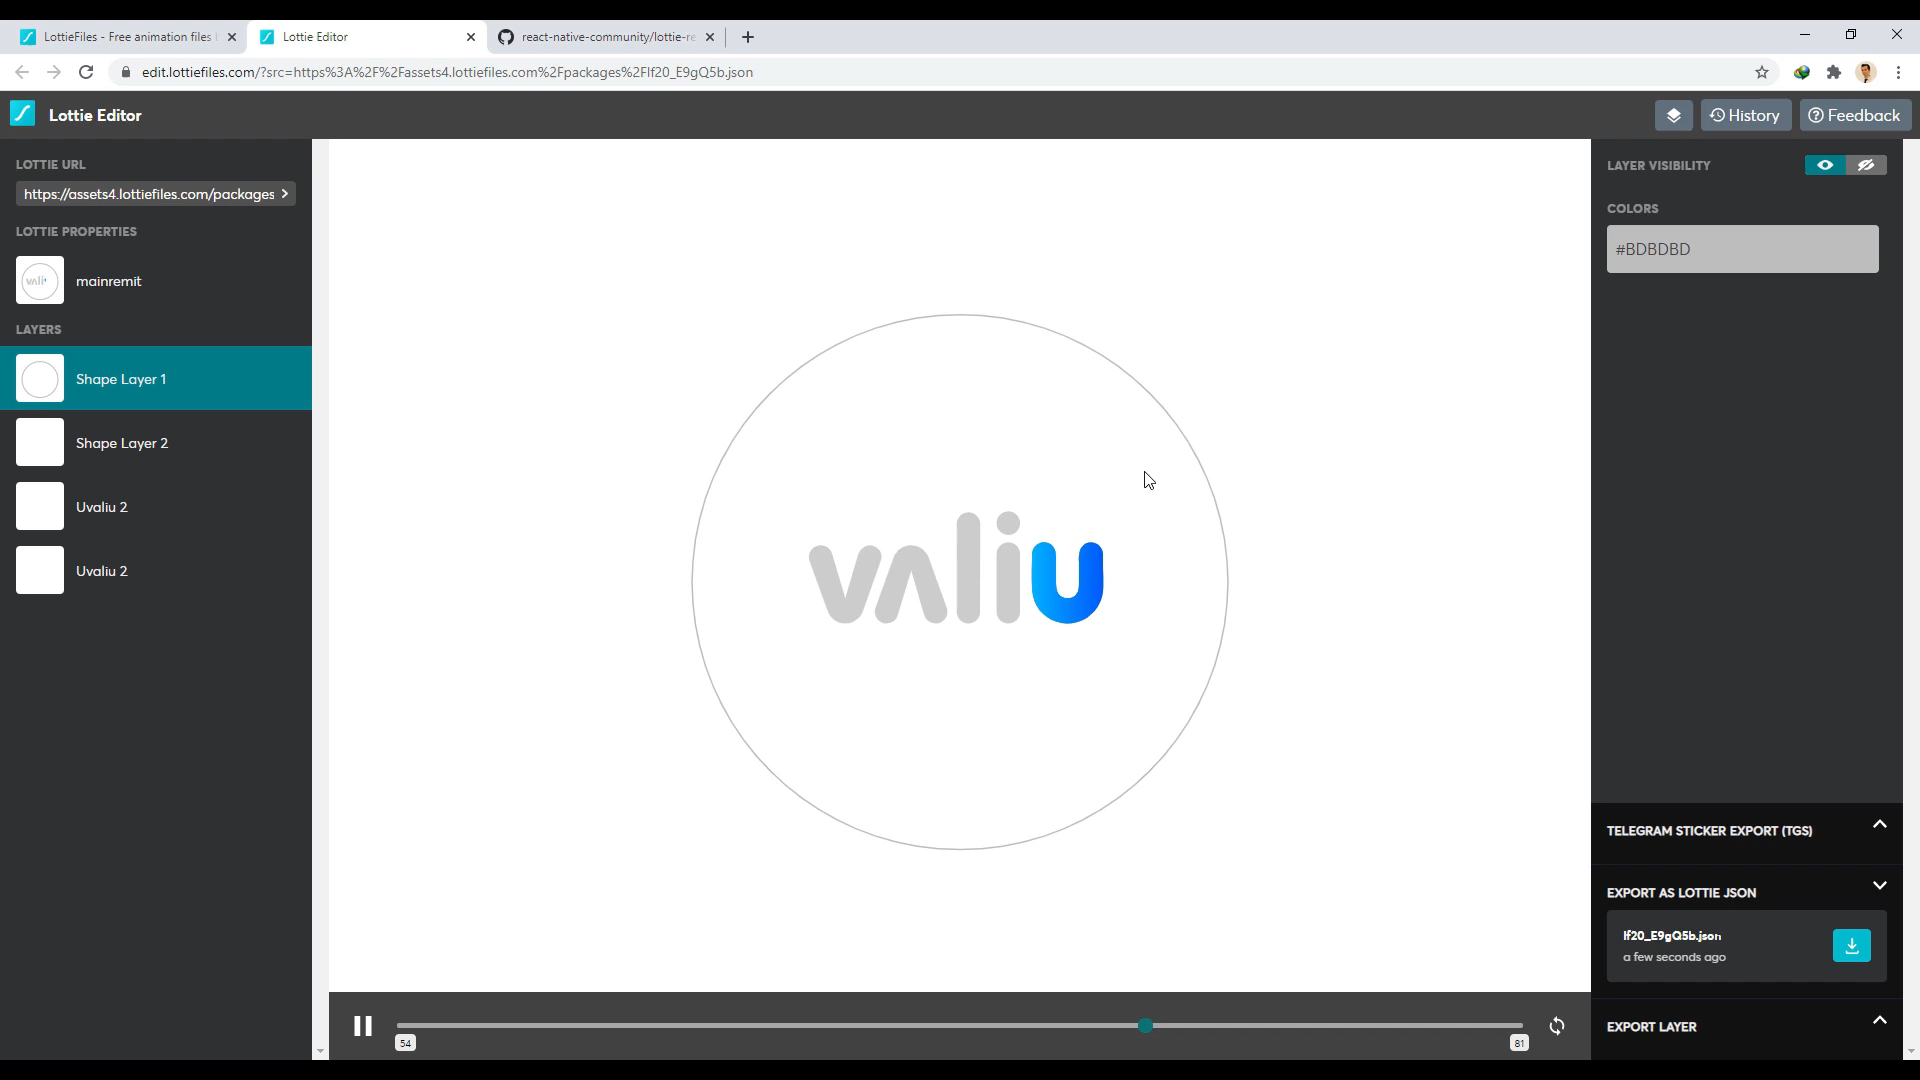 LottieFiles - Free animation files
Lottie Editor
react-native-community/lottie-re
edit.lottiefiles.com/?src=https%3A%2F%2Fassets4.lottiefiles.com%2Fpackages%2Flf20_E9gQ5b.json
Lottie Editor
History
Feedback
LOTTIE URL
https://assets4.lottiefiles.com/packages
LOTTIE PROPERTIES
valiu
mainremit
LAYERS
Shape Layer 1
Shape Layer 2
Uvaliu 2
Uvaliu 2
valiu
54
81
LAYER VISIBILITY
COLORS
#BDBDBD
TELEGRAM STICKER EXPORT (TGS)
EXPORT AS LOTTIE JSON
lf20_E9gQ5b.json
a few seconds ago
EXPORT LAYER